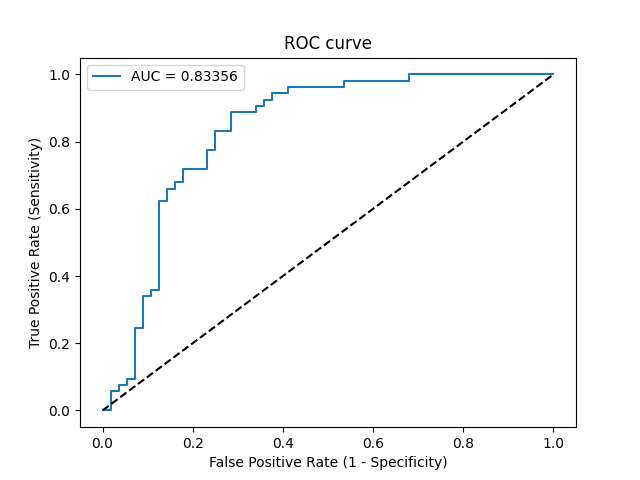 ROC curve
AUC = 0.83356
True Positive Rate (Sensitivity)
1.0
0.8
0.6
0.4
0.2
0.0
0.0 0.2 0.4 0.6 0.8 1.0
False Positive Rate (1 - Specificity)